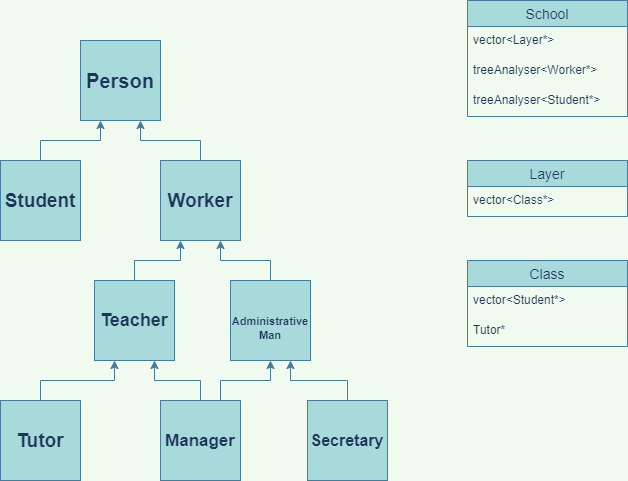 Person
Student
Worker
Teacher
Administrative
Man
Tutor
Manager
Secretary
School
vector<Layer*>
treeAnalyser<Worker*>
treeAnalyser<Student*>
Layer
vector<Class*>
Class
vector<Student*>
Tutor*